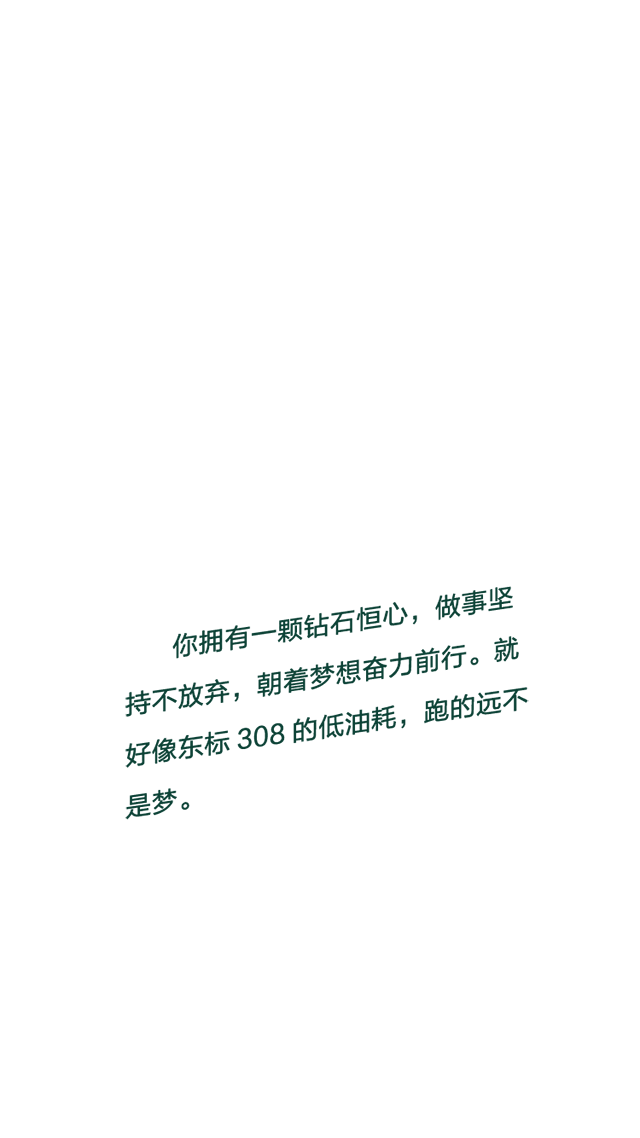 你拥有一颗钻石恒心，做事坚
持不放弃，朝着梦想奋力前行。就
好像东标 308 的低油耗，跑的远不
是梦。